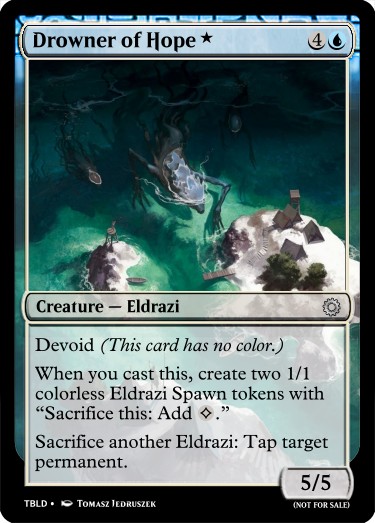 Drowner of Hope ★ 4
Creature — Eldrazi
Devoid (This card has no color.)
When you cast this, create two 1/1
colorless Eldrazi Spawn tokens with
“Sacrifice this: Add ◇.”
Sacrifice another Eldrazi: Tap target
permanent.
5/5
TBLD • Tomasz Jedruszek
(NOT FOR SALE)